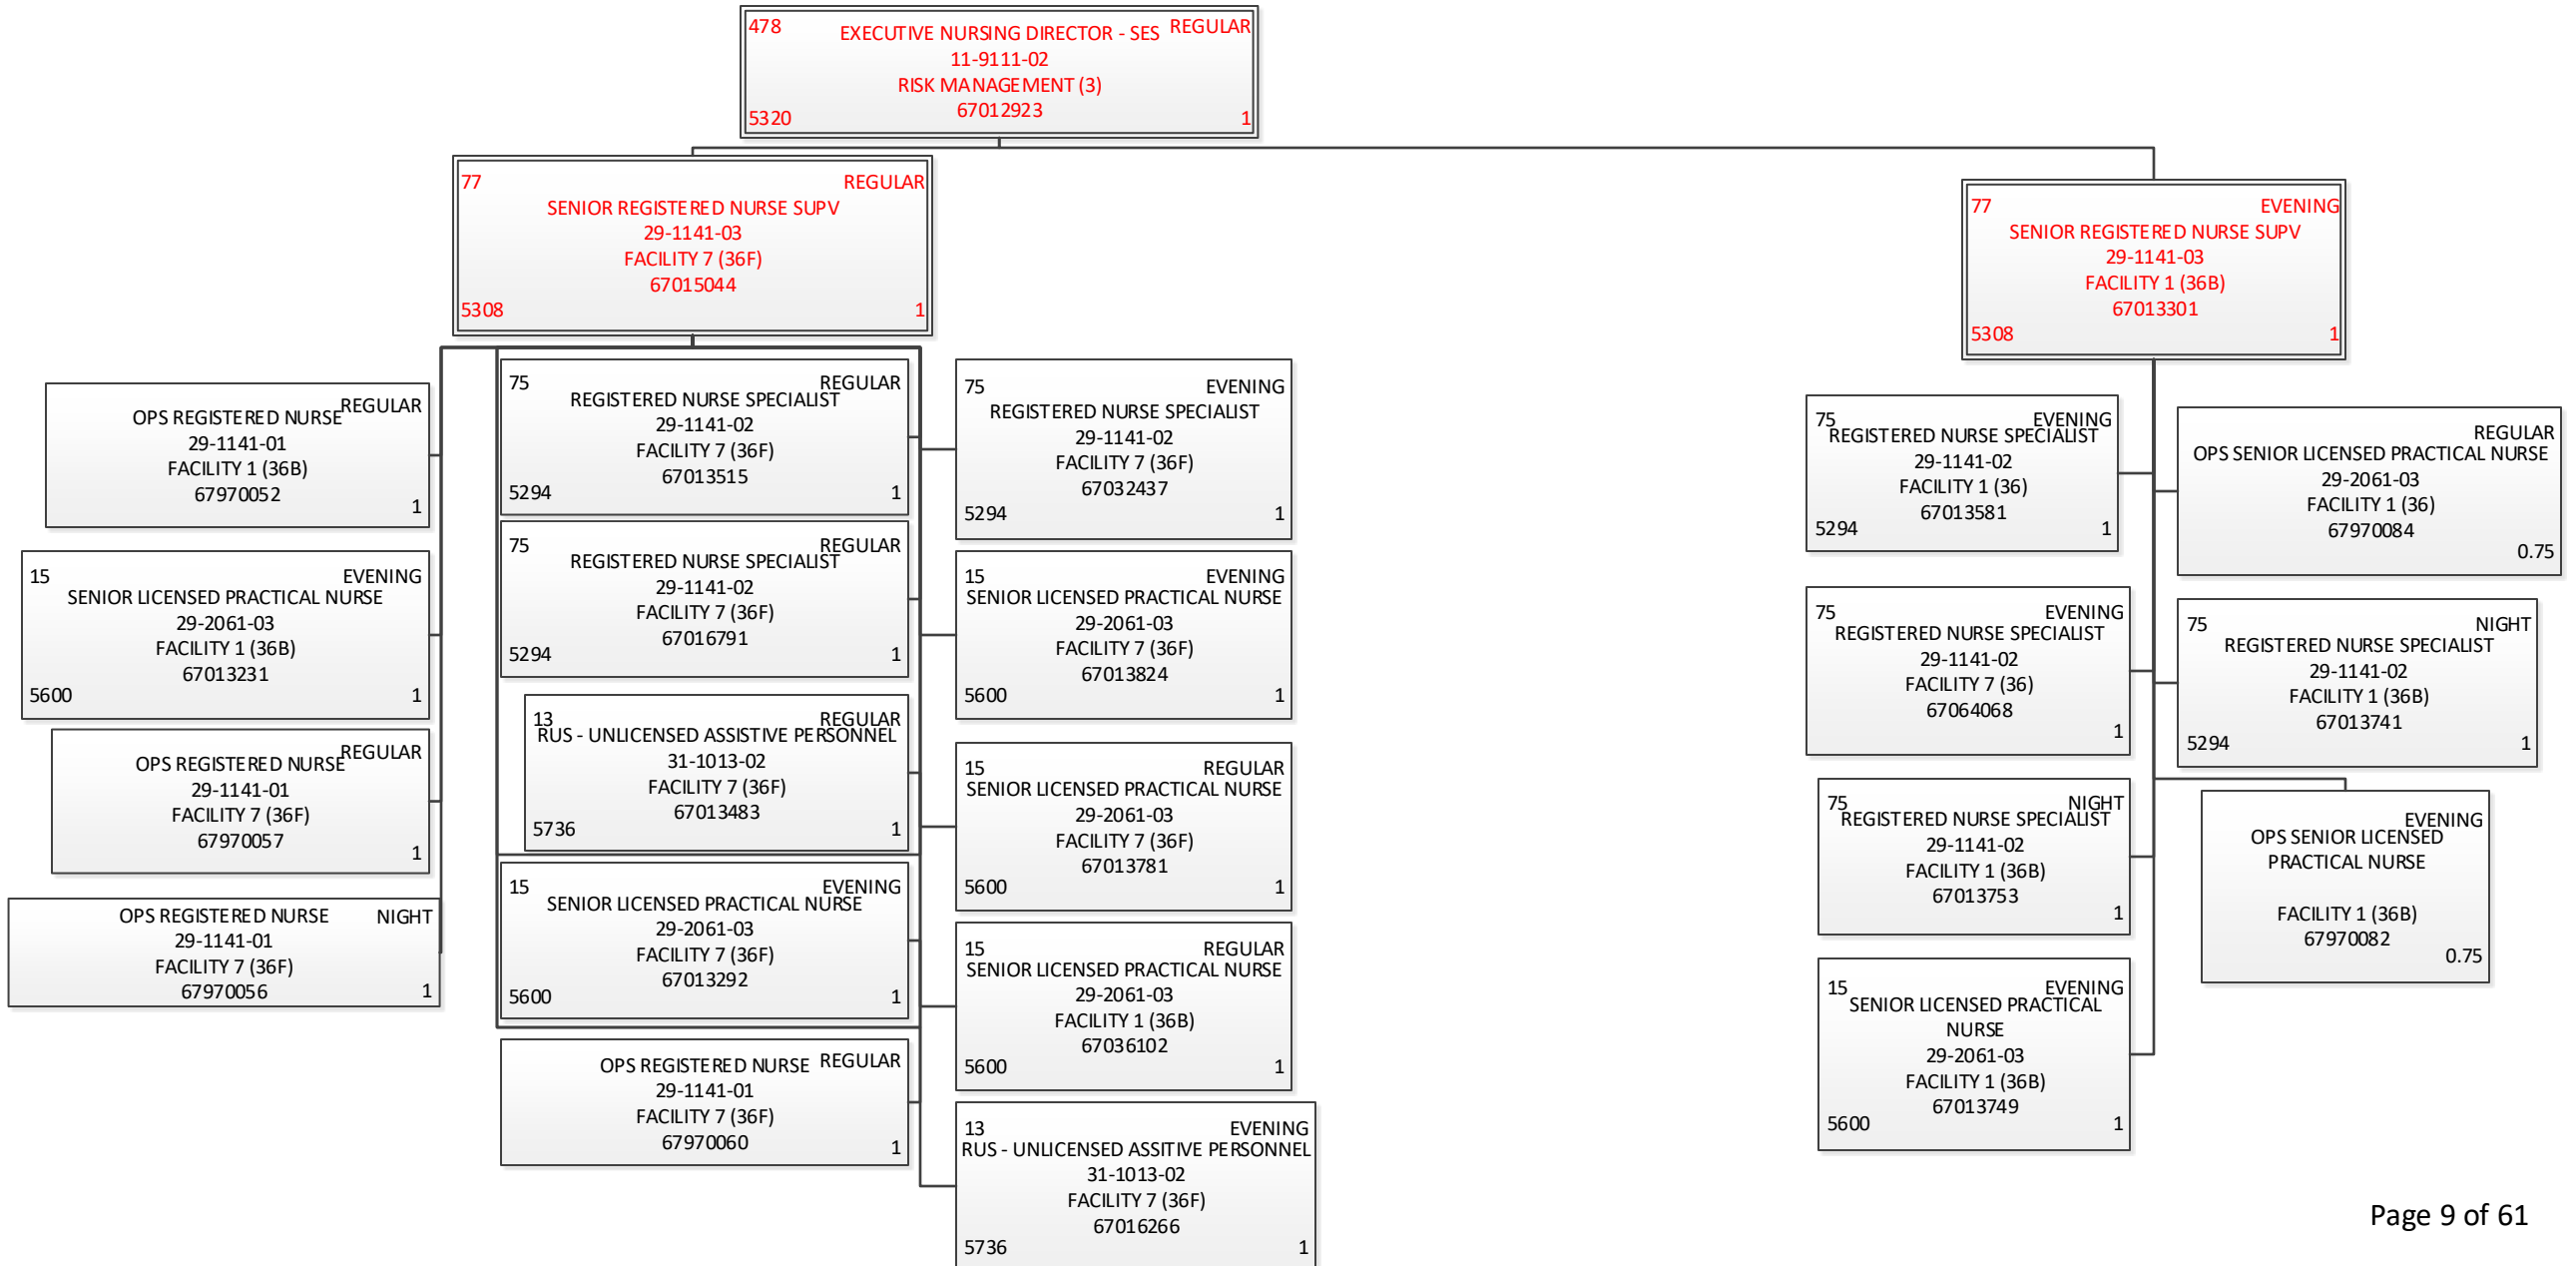 478 REGULAR
EXECUTIVE NURSING DIRECTOR - SES
11-9111-02
RISK MANAGEMENT (3)
67012923
5320 1
77 REGULAR
SENIOR REGISTERED NURSE SUPV
29-1141-03
FACILITY 7 (36F)
67015044
5308 1
77 EVENING
SENIOR REGISTERED NURSE SUPV
29-1141-03
FACILITY 1 (36B)
67013301
5308 1
REGULAR
OPS REGISTERED NURSE
29-1141-01
FACILITY 1 (36B)
67970052
1
15 EVENING
SENIOR LICENSED PRACTICAL NURSE
29-2061-03
FACILITY 1 (36B)
67013231
5600 1
REGULAR
OPS REGISTERED NURSE
29-1141-01
FACILITY 7 (36F)
67970057
1
OPS REGISTERED NURSE NIGHT
29-1141-01
FACILITY 7 (36F)
67970056 1
75 REGULAR
REGISTERED NURSE SPECIALIST
29-1141-02
FACILITY 7 (36F)
67013515
5294 1
75 REGULAR
REGISTERED NURSE SPECIALIST
29-1141-02
FACILITY 7 (36F)
67016791
5294 1
13 REGULAR
RUS - UNLICENSED ASSISTIVE PERSONNEL
31-1013-02
FACILITY 7 (36F)
67013483
5736 1
15 EVENING
SENIOR LICENSED PRACTICAL NURSE
29-2061-03
FACILITY 7 (36F)
67013292
5600 1
OPS REGISTERED NURSE REGULAR
29-1141-01
FACILITY 7 (36F)
67970060
1
75 EVENING
REGISTERED NURSE SPECIALIST
29-1141-02
FACILITY 7 (36F)
67032437
5294 1
15 EVENING
SENIOR LICENSED PRACTICAL NURSE
29-2061-03
FACILITY 7 (36F)
67013824
5600 1
15 REGULAR
SENIOR LICENSED PRACTICAL NURSE
29-2061-03
FACILITY 7 (36F)
67013781
5600 1
15 REGULAR
SENIOR LICENSED PRACTICAL NURSE
29-2061-03
FACILITY 1 (36B)
67036102
5600 1
13 EVENING
RUS - UNLICENSED ASSITIVE PERSONNEL
31-1013-02
FACILITY 7 (36F)
67016266
5736 1
75 EVENING
REGISTERED NURSE SPECIALIST
29-1141-02
FACILITY 1 (36)
67013581
5294 1
75 EVENING
REGISTERED NURSE SPECIALIST
29-1141-02
FACILITY 7 (36)
67064068
1
75 NIGHT
REGISTERED NURSE SPECIALIST
29-1141-02
FACILITY 1 (36B)
67013753
1
15 EVENING
SENIOR LICENSED PRACTICAL
NURSE
29-2061-03
FACILITY 1 (36B)
67013749
5600 1
REGULAR
OPS SENIOR LICENSED PRACTICAL NURSE
29-2061-03
FACILITY 1 (36)
67970084
0.75
75 NIGHT
REGISTERED NURSE SPECIALIST
29-1141-02
FACILITY 1 (36B)
67013741
5294 1
EVENING
OPS SENIOR LICENSED
PRACTICAL NURSE
FACILITY 1 (36B)
67970082
0.75
Page 9 of 61